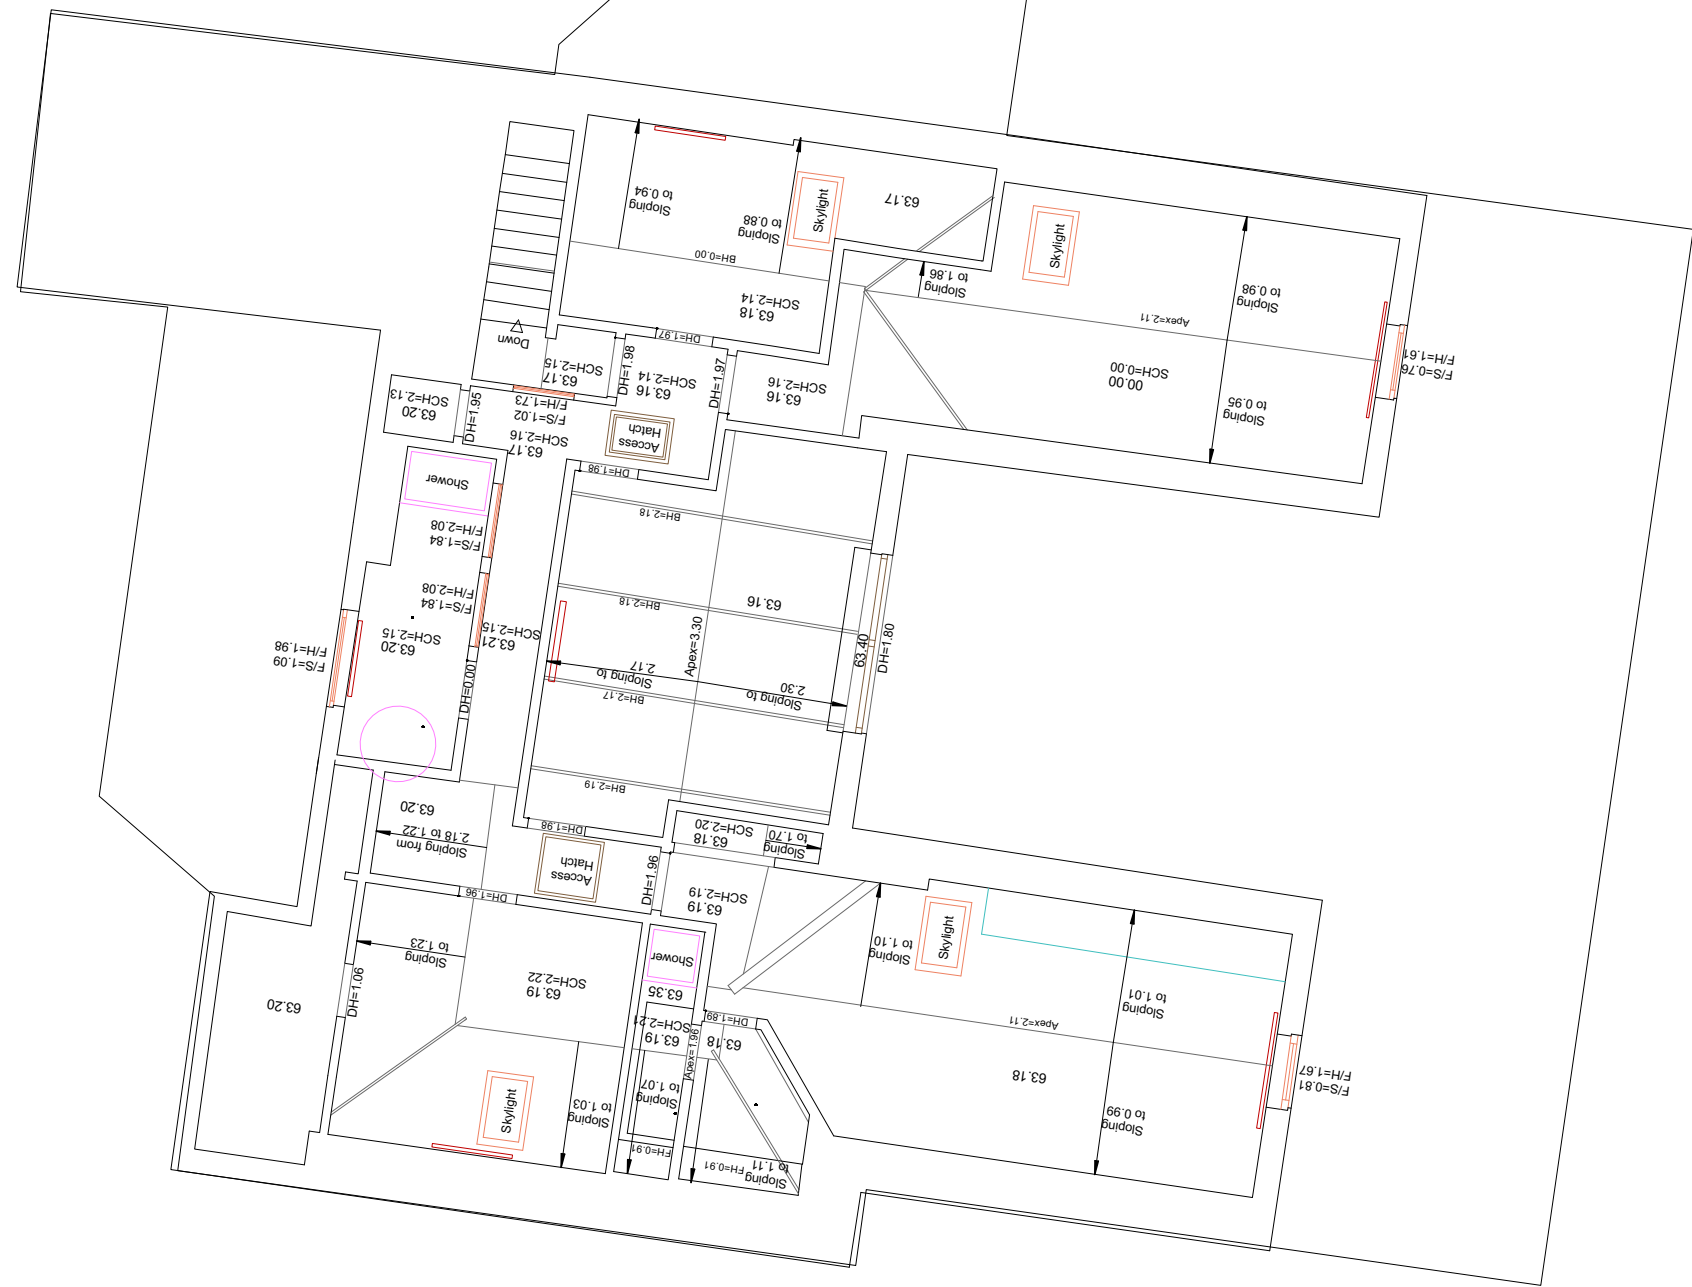 Sloping
to 0.94
Sloping
to 0.88
Skylight
63.17
BH=0.00
63.18
SCH=2.14
Sloping
to 1.86
Skylight
Sloping
to 0.98
Apex=2.11
00.00
SCH=0.00
Sloping
to 0.95
F/S=0.76
F/H=1.61
Down
63.17
SCH=2.15
DH=1.98
DH=1.97
63.16
SCH=2.14
DH=1.97
63.16
SCH=2.16
63.20
SCH=2.13
DH=1.95
F/S=1.02
F/H=1.73
63.17
SCH=2.16
Access
Hatch
DH=1.98
Shower
F/S=1.84
F/H=2.08
F/S=1.84
F/H=2.08
63.20
SCH=2.15
63.21
SCH=2.15
F/S=1.09
F/H=1.98
DH=0.00
BH=2.18
BH=2.18
63.16
Apex=3.30
Sloping to
2.17
Sloping to
2.30
BH=2.17
BH=2.19
63.40
DH=1.80
63.20
Sloping from
2.18 to 1.22
DH=1.98
Access
Hatch
DH=1.96
63.18
SCH=2.20
Sloping
to 1.70
63.19
SCH=2.19
DH=1.96
Sloping
to 1.23
63.19
SCH=2.22
DH=1.06
63.20
Shower
63.35
63.19
SCH=2.21
Apex=1.96
DH=1.89
63.18
Sloping
to 1.07
Sloping
to 1.03
Skylight
FH=0.91
FH=0.91
Sloping
to 1.11
Sloping
to 1.10
Skylight
Sloping
to 1.01
Apex=2.11
63.18
Sloping
to 0.99
F/S=0.81
F/H=1.67